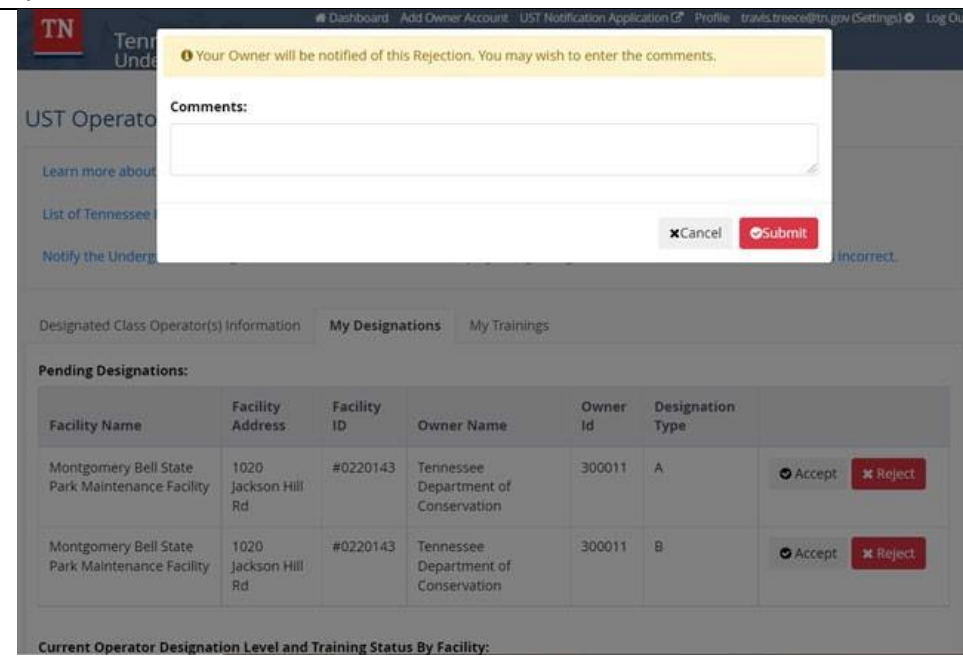 TN
Dashboard Add Owner Account UST Notification Application Profile travis.treece@tn.gov (Settings) Log Ou
Tenn
Unde
Your Owner will be notified of this Rejection. You may wish to enter the comments.
Comments:
Cancel Submit
UST Operato
Learn more about
List of Tennessee
Notify the Underg
incorrect.
Designated Class Operator(s) Information My Designations My Trainings
Pending Designations:
Facility Name Facility Address Facility ID Owner Name Owner Id Designation Type
Montgomery Bell State Park Maintenance Facility 1020 Jackson Hill Rd #0220143 Tennessee Department of Conservation 300011 A Accept Reject
Montgomery Bell State Park Maintenance Facility 1020 Jackson Hill Rd #0220143 Tennessee Department of Conservation 300011 B Accept Reject
Current Operator Designation Level and Training Status By Facility: